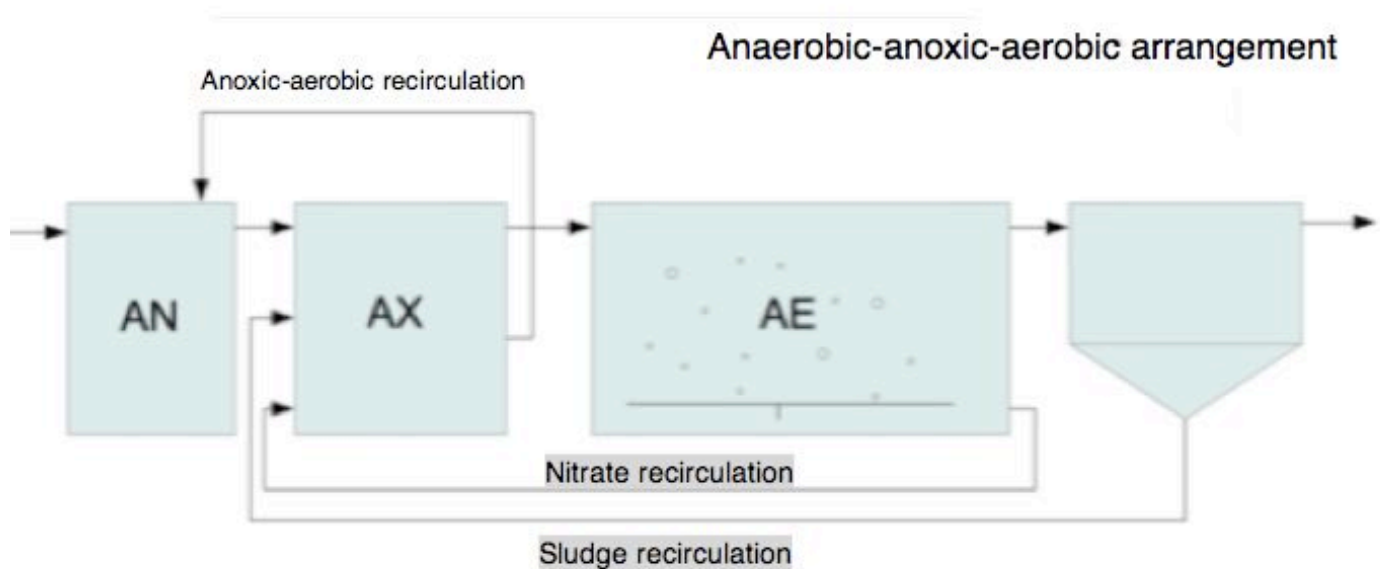 Anaerobic-anoxic-aerobic arrangement
Anoxic-aerobic recirculation
AN
AX
AE
Nitrate recirculation
Sludge recirculation